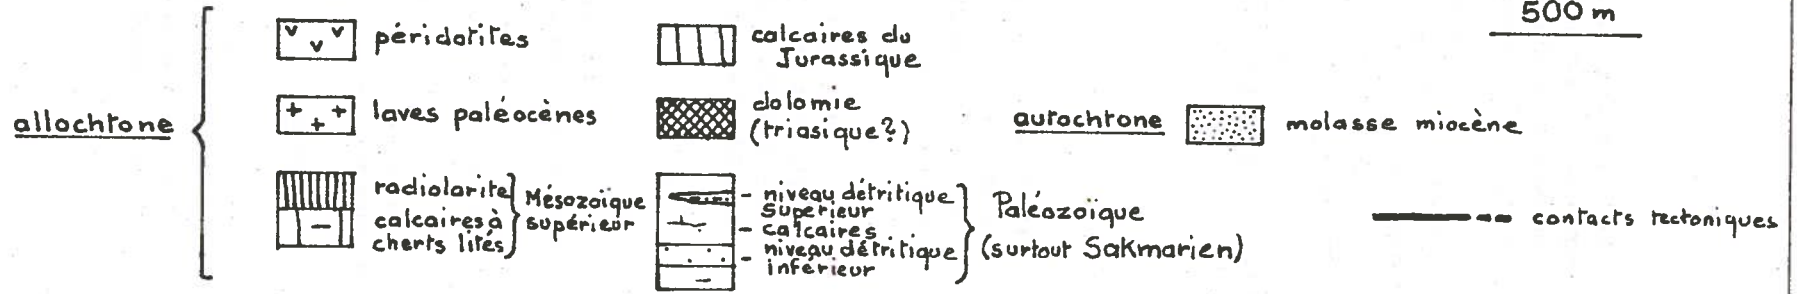 500 m
allochtone
péridotites
laves paléocènes
radiolarite
calcaires à
cherts lités
Mésozoïque
supérieur
calcaires du
Jurassique
dolomie
(triasique?)
niveau détritique
supérieur
calcaires
niveau détritique
inférieur
Paléozoïque
(surtout Sakmarien)
autochtone
molasse miocène
contacts tectoniques